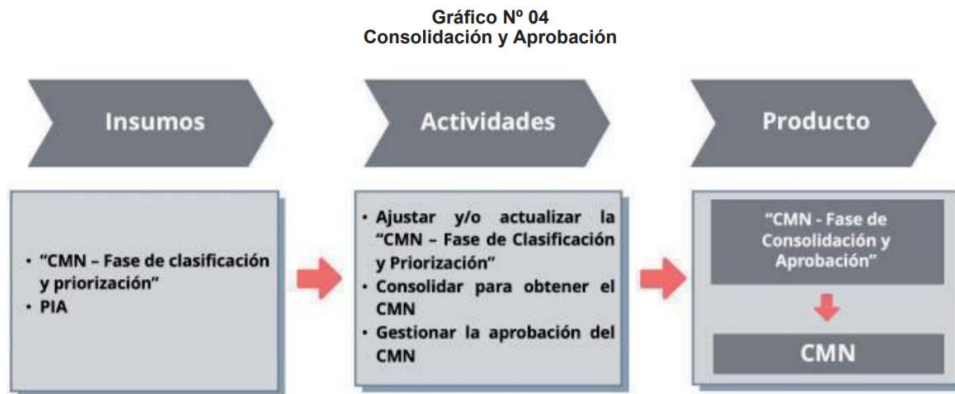 Gráfico Nº 04
Consolidación y Aprobación
Insumos
Actividades
Producto
• "CMN – Fase de clasificación
y priorización"
• PIA
• Ajustar y/o actualizar la
"CMN – Fase de Clasificación
y Priorización"
• Consolidar para obtener el
CMN
• Gestionar la aprobación del
CMN
"CMN - Fase de
Consolidación y
Aprobación"
CMN